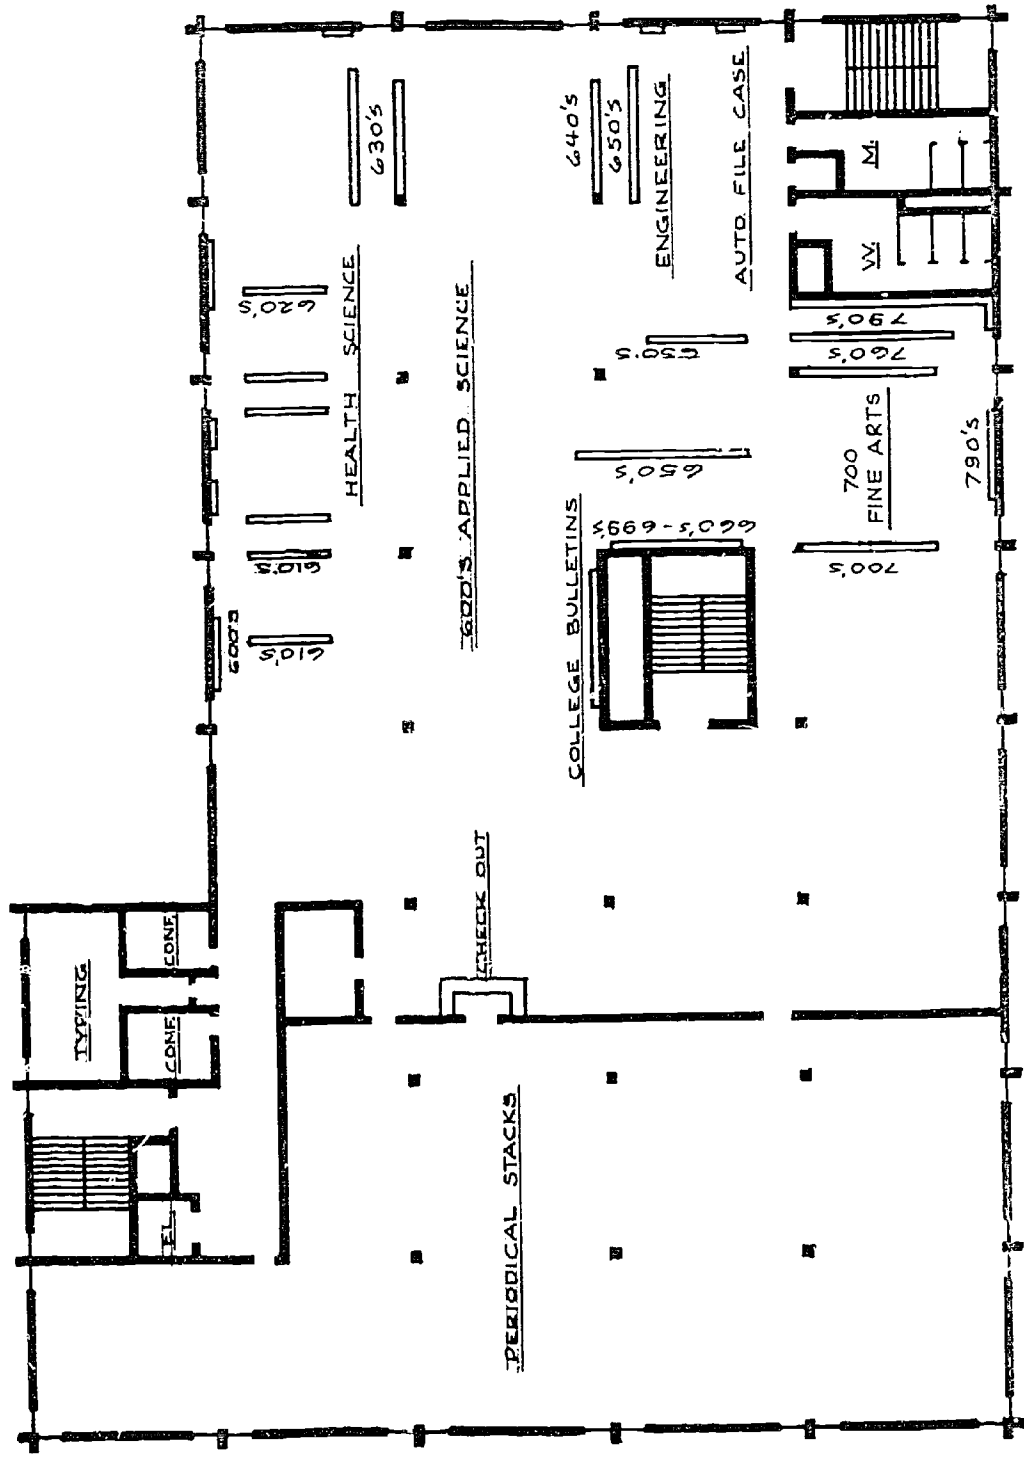 630'S
640'S
650'S
ENGINEERING
AUTO. FILE CASE
M.
W.
620'S
HEALTH SCIENCE
600'S APPLIED SCIENCE
650'S
790'S
760'S
650'S
700
FINE ARTS
790'S
610'S
600'S
610'S
COLLEGE BULLETINS
660'S-699'S
700'S
TYPING
CONF
CONF
CHECK OUT
EL.
PERIODICAL STACKS